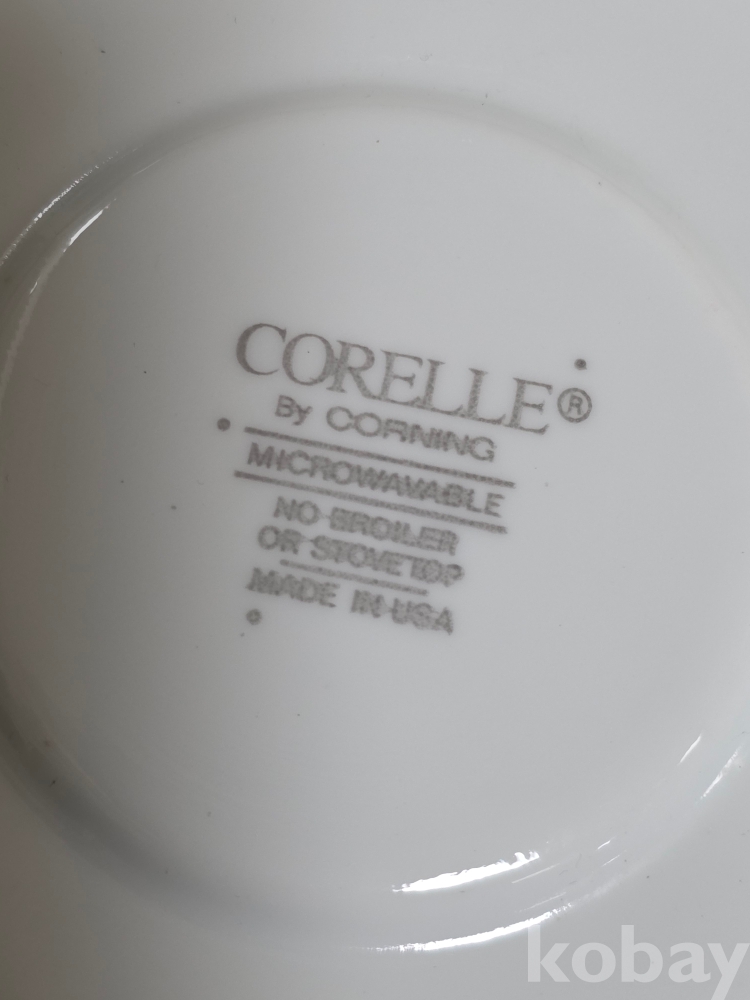 CORELLE®
By CORNING
MICROWAVABLE
NO BROILER
OR STOVETOP
MADE IN USA
kobay